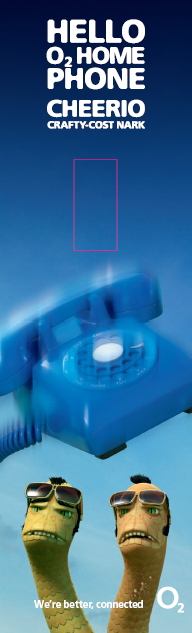 HELLO
O2 HOME
PHONE
CHEERIO
CRAFTY-COST NARK
We're better, connected
O2